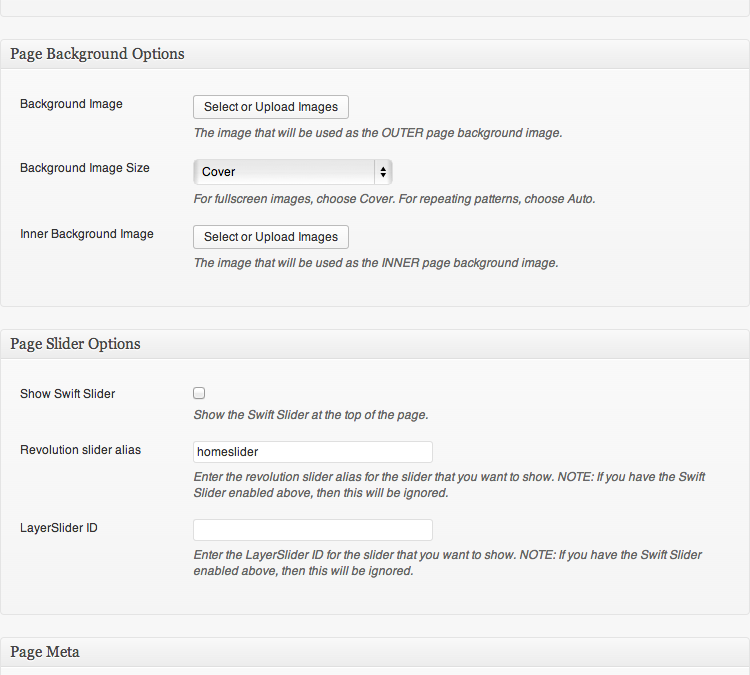 Page Background Options
Background Image
Select or Upload Images
The image that will be used as the OUTER page background image.
Background Image Size
Cover
For fullscreen images, choose Cover. For repeating patterns, choose Auto.
Inner Background Image
Select or Upload Images
The image that will be used as the INNER page background image.
Page Slider Options
Show Swift Slider
Show the Swift Slider at the top of the page.
Revolution slider alias
homeslider
Enter the revolution slider alias for the slider that you want to show. NOTE: If you have the Swift
Slider enabled above, then this will be ignored.
LayerSlider ID
Enter the LayerSlider ID for the slider that you want to show. NOTE: If you have the Swift Slider
enabled above, then this will be ignored.
Page Meta